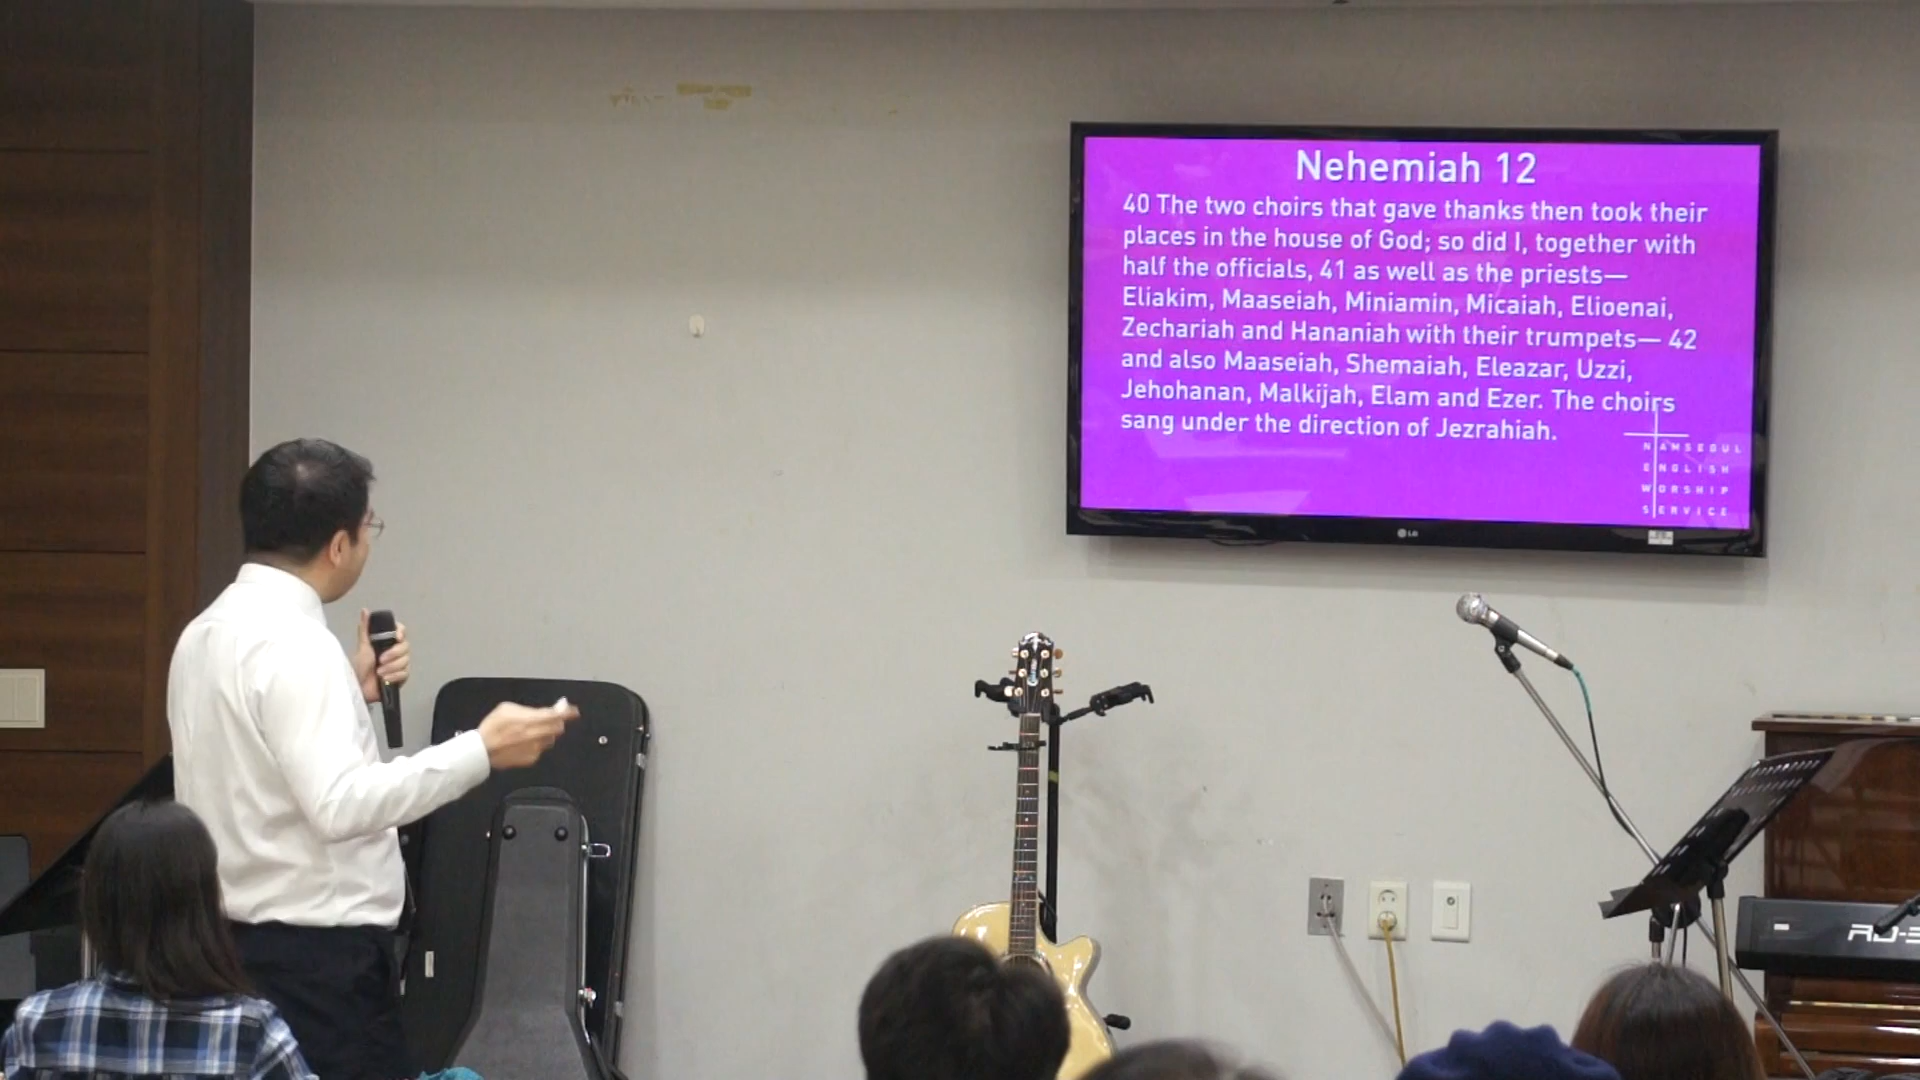 Nehemiah 12
40 The two choirs that gave thanks then took their
places in the house of God; so did I, together with
half the officials, 41 as well as the priests—
Eliakim, Maaseiah, Miniamin, Micaiah, Elioenai,
Zechariah and Hananiah with their trumpets— 42
and also Maaseiah, Shemaiah, Eleazar, Uzzi,
Jehohanan, Malkijah, Elam and Ezer. The choirs
sang under the direction of Jezrahiah.
NAMSEOUL
ENGLISH
WORSHIP
SERVICE
LG